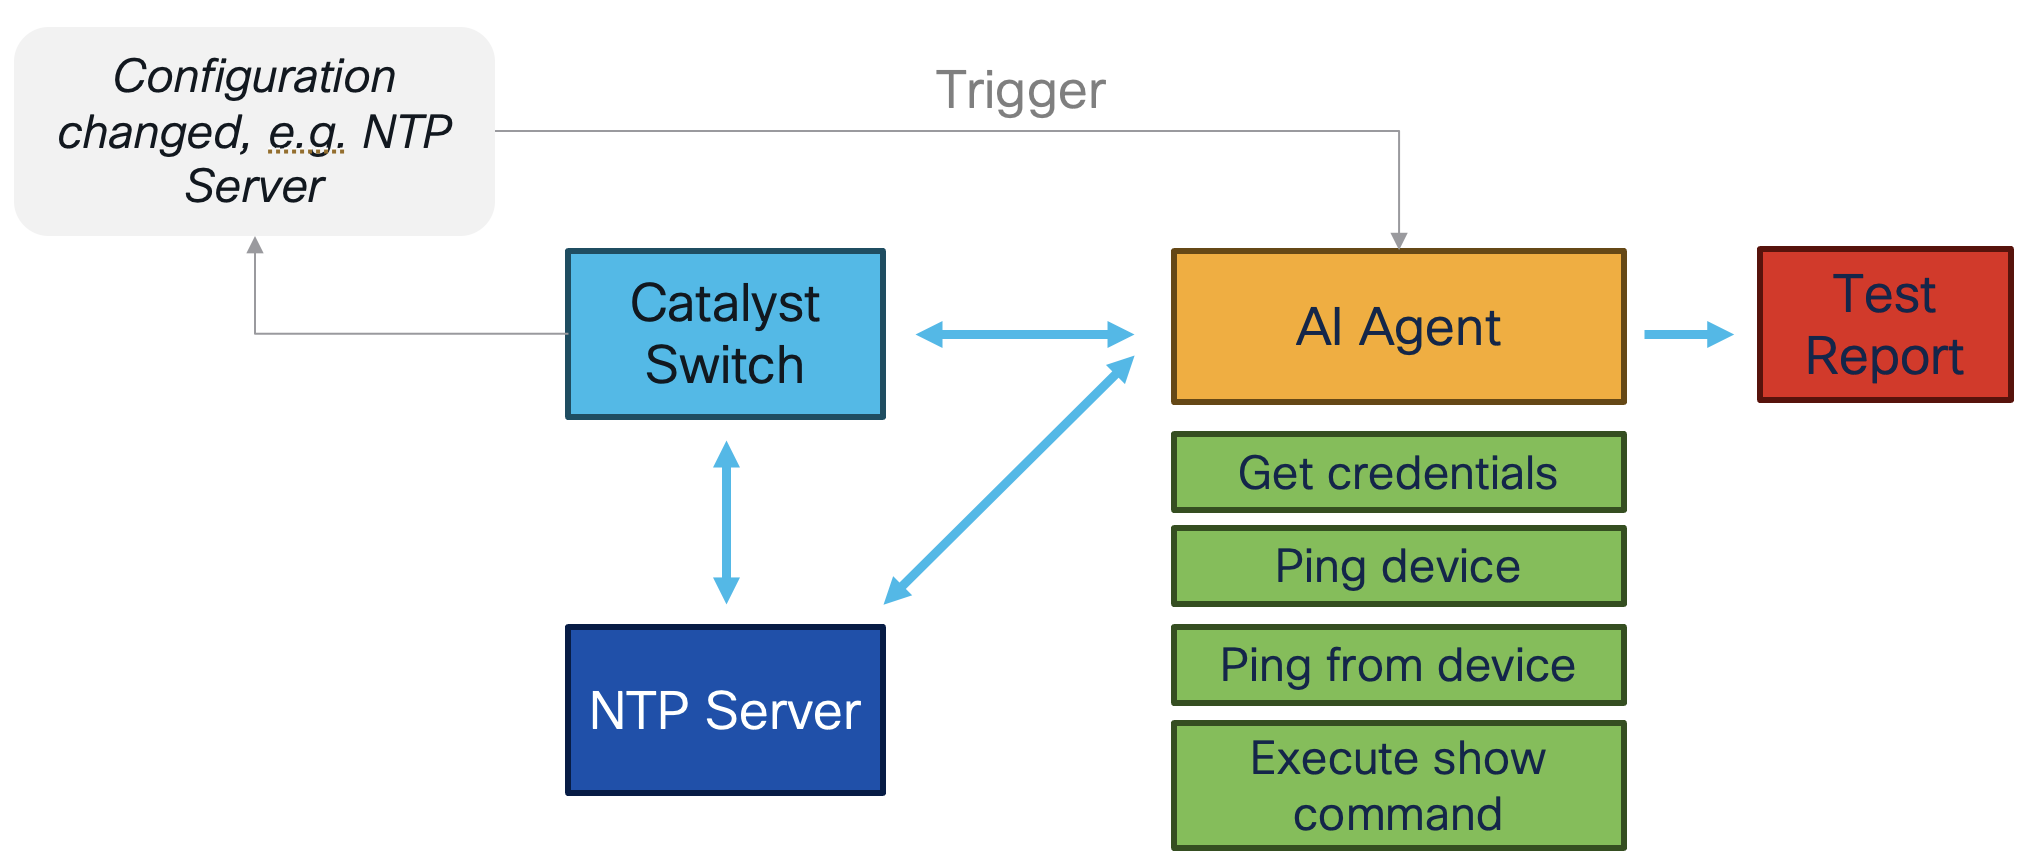 Configuration
changed, e.g. NTP
Server
Trigger
Catalyst
Switch
AI Agent
Test
Report
Get credentials
Ping device
Ping from device
NTP Server
Execute show
command